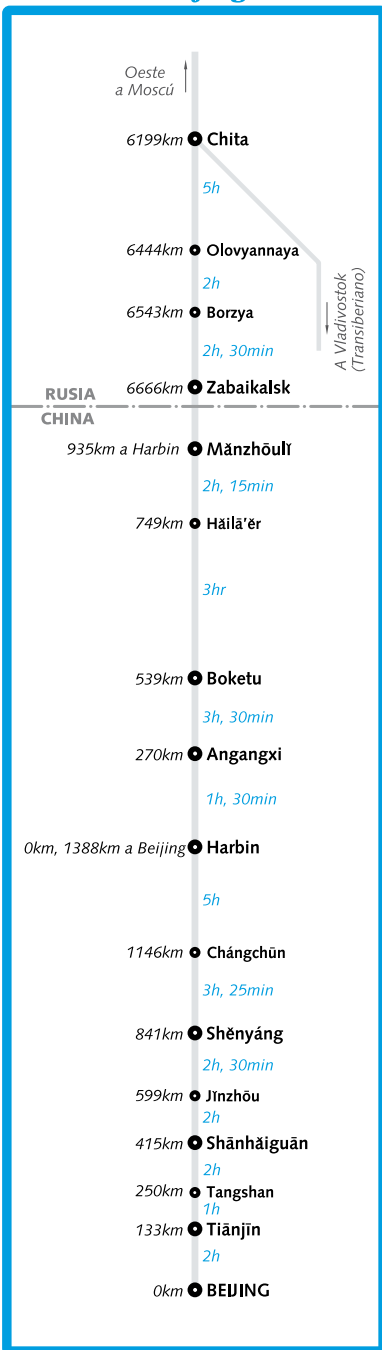 Oeste
a Moscú
6199km Chita
5h
6444km Olovyannaya
2h
6543km Borzya
2h, 30min
A Vladivostok
(Transiberiano)
6666km Zabaikalsk
RUSIA
CHINA
935km a Harbin Mǎnzhōulǐ
2h, 15min
749km Hǎilā'ěr
3hr
539km Boketu
3h, 30min
270km Angangxi
1h, 30min
0km, 1388km a Beijing Harbin
5h
1146km Chángchūn
3h, 25min
841km Shěnyáng
2h, 30min
599km Jǐnzhōu
2h
415km Shānhǎiguān
2h
250km Tangshan
1h
133km Tiānjīn
2h
0km BEIJING